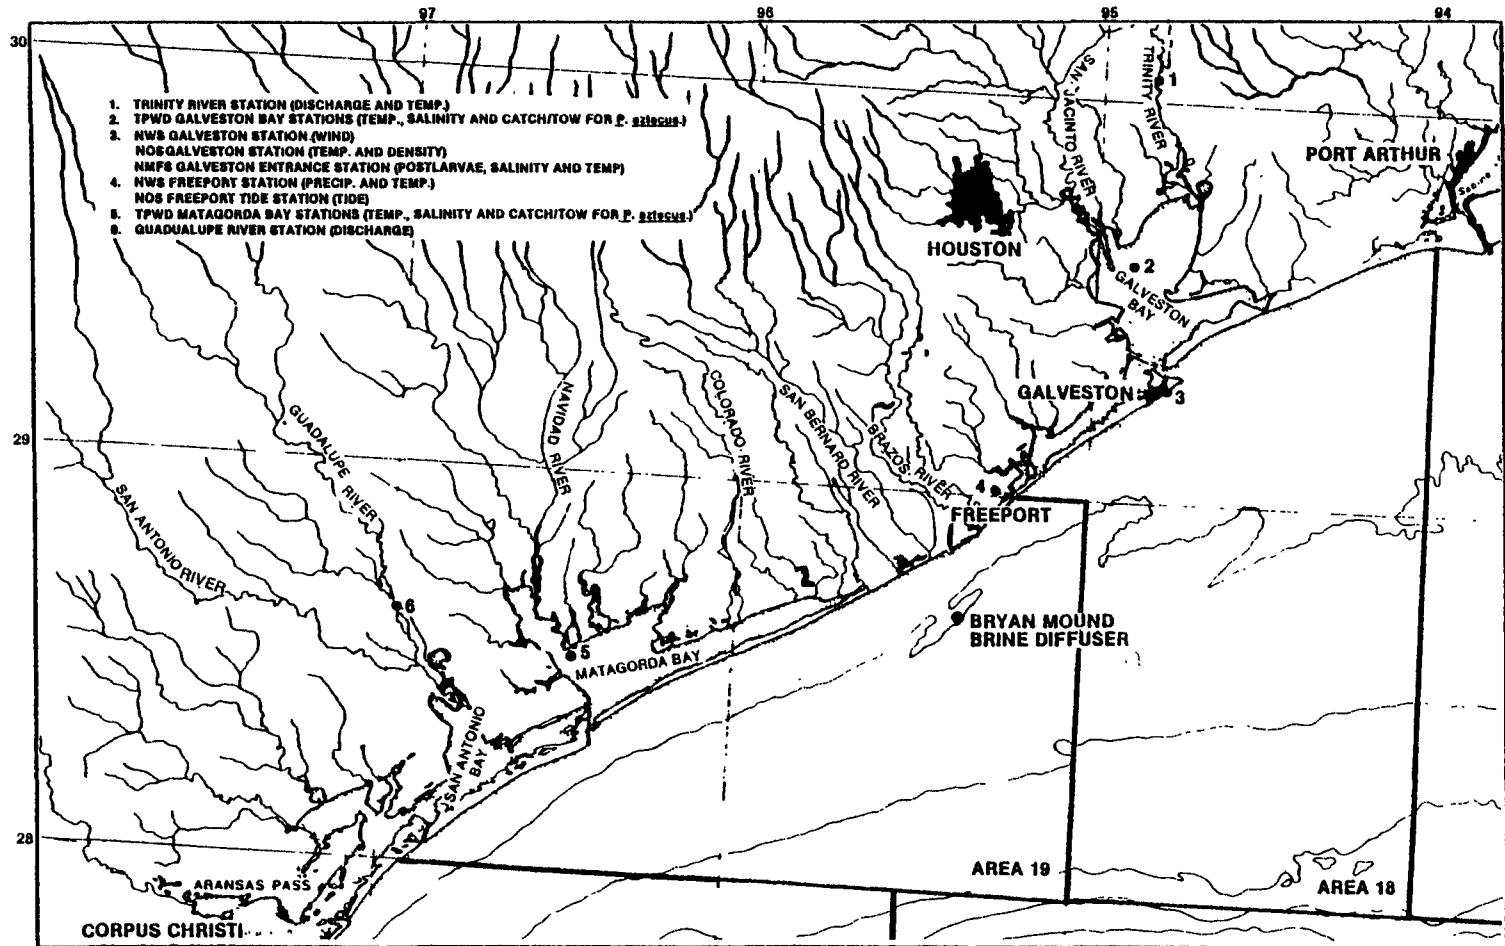 97
96
95
94
30
1. TRINITY RIVER STATION (DISCHARGE AND TEMP.)
2. TPWD GALVESTON BAY STATIONS (TEMP., SALINITY AND CATCH/TOW FOR P. aztecus.)
3. NWS GALVESTON STATION (WIND)
NOS GALVESTON STATION (TEMP. AND DENSITY)
NMFS GALVESTON ENTRANCE STATION (POSTLARVAE, SALINITY AND TEMP)
4. NWS FREEPORT STATION (PRECIP. AND TEMP.)
NOS FREEPORT TIDE STATION (TIDE)
5. TPWD MATAGORDA BAY STATIONS (TEMP., SALINITY AND CATCH/TOW FOR P. aztecus.)
6. GUADUALUPE RIVER STATION (DISCHARGE)
SAN JACINTO RIVER
TRINITY RIVER
1
PORT ARTHUR
Sabine
HOUSTON
2
GALVESTON
BAY
GALVESTON
3
29
GUADALUPE RIVER
NAVIDAD RIVER
COLORADO RIVER
SAN BERNARD RIVER
BRAZOS RIVER
4
FREEPORT
SAN ANTONIO RIVER
6
BRYAN MOUND
BRINE DIFFUSER
5
MATAGORDA BAY
SAN ANTONIO
BAY
28
ARANSAS PASS
CORPUS CHRISTI
AREA 19
AREA 18